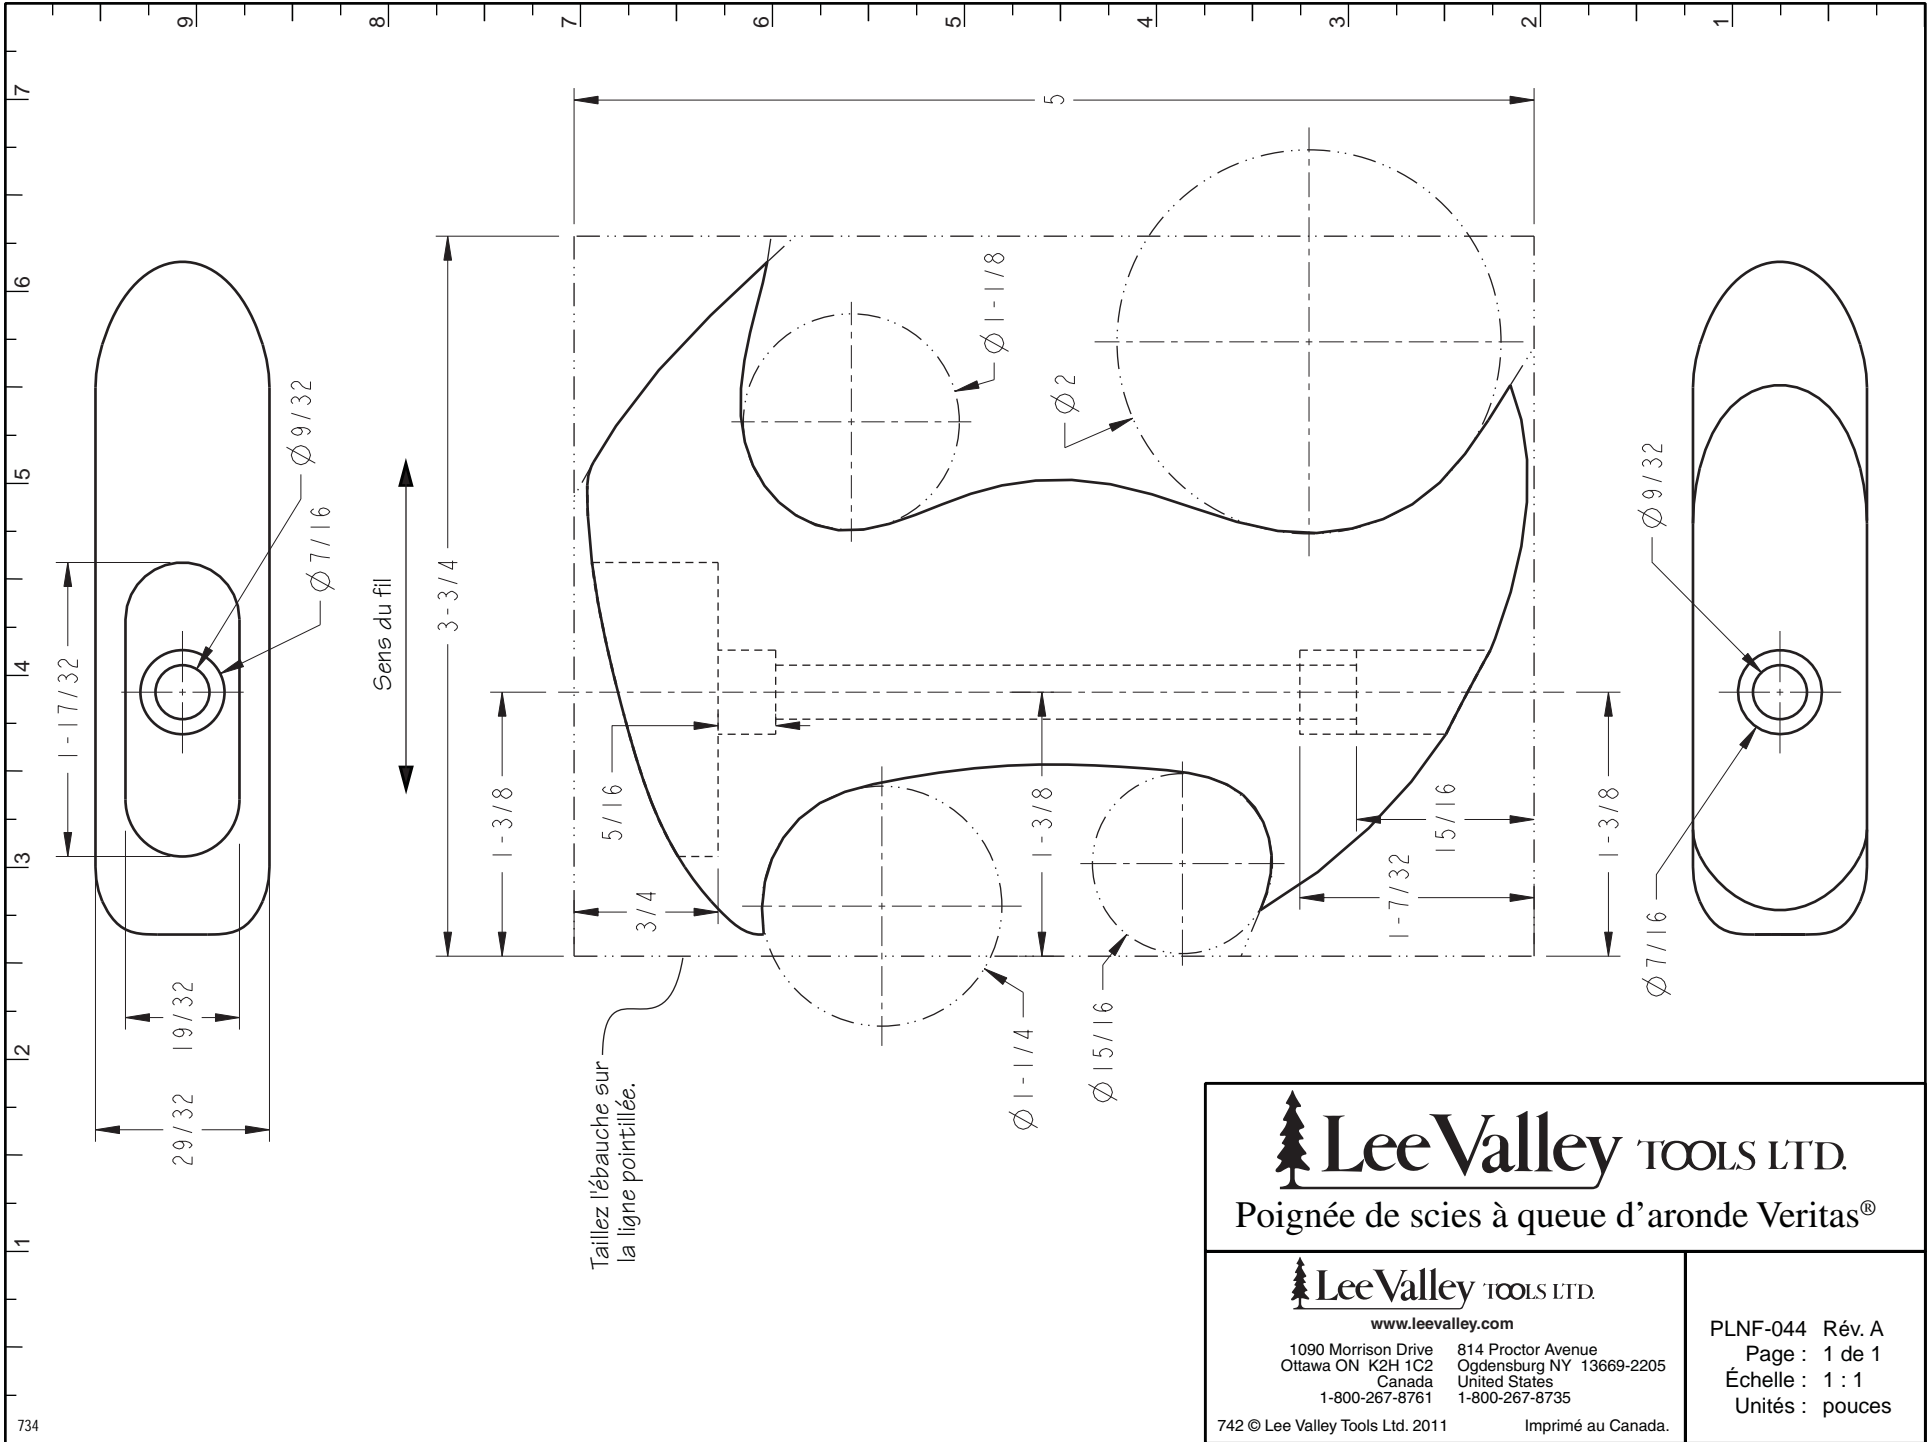 9
8
7
6
5
4
3
2
1
7
6
5
4
3
2
1
5
Ø 1-1/8
Ø 2
Ø 9/32
Ø 7/16
1-17/32
Sens du fil
3-3/4
1-3/8
5/16
3/4
1-3/8
1-7/32
15/16
1-3/8
Ø 9/32
Ø 7/16
19/32
29/32
Ø 1-1/4
Ø 15/16
Taillez l'ébauche sur
la ligne pointillée.
Lee Valley TOOLS LTD.
Poignée de scies à queue d'aronde Veritas®
Lee Valley TOOLS LTD.
www.leevalley.com
1090 Morrison Drive
Ottawa ON K2H 1C2
Canada
1-800-267-8761
814 Proctor Avenue
Ogdensburg NY 13669-2205
United States
1-800-267-8735
742 © Lee Valley Tools Ltd. 2011 Imprimé au Canada.
PLNF-044 Rév. A
Page : 1 de 1
Échelle : 1 : 1
Unités : pouces
734